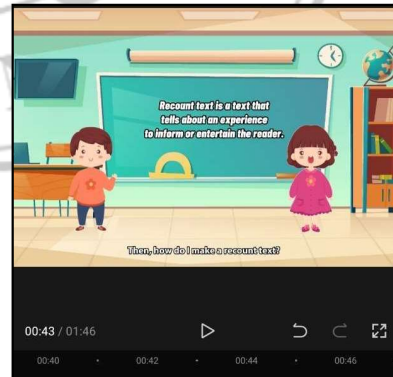 Recount text is a text that
tells about an experience
to inform or entertain the reader.
Then, how do I make a recount text?
00:43 / 01:46
00:40 • 00:42 • 00:44 • 00:46